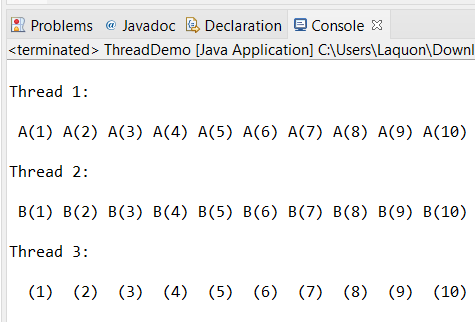 Problems @ Javadoc Declaration Console
<terminated> ThreadDemo [Java Application] C:\Users\Laquon\Downl
Thread 1:
A(1) A(2) A(3) A(4) A(5) A(6) A(7) A(8) A(9) A(10)
Thread 2:
B(1) B(2) B(3) B(4) B(5) B(6) B(7) B(8) B(9) B(10)
Thread 3:
(1) (2) (3) (4) (5) (6) (7) (8) (9) (10)